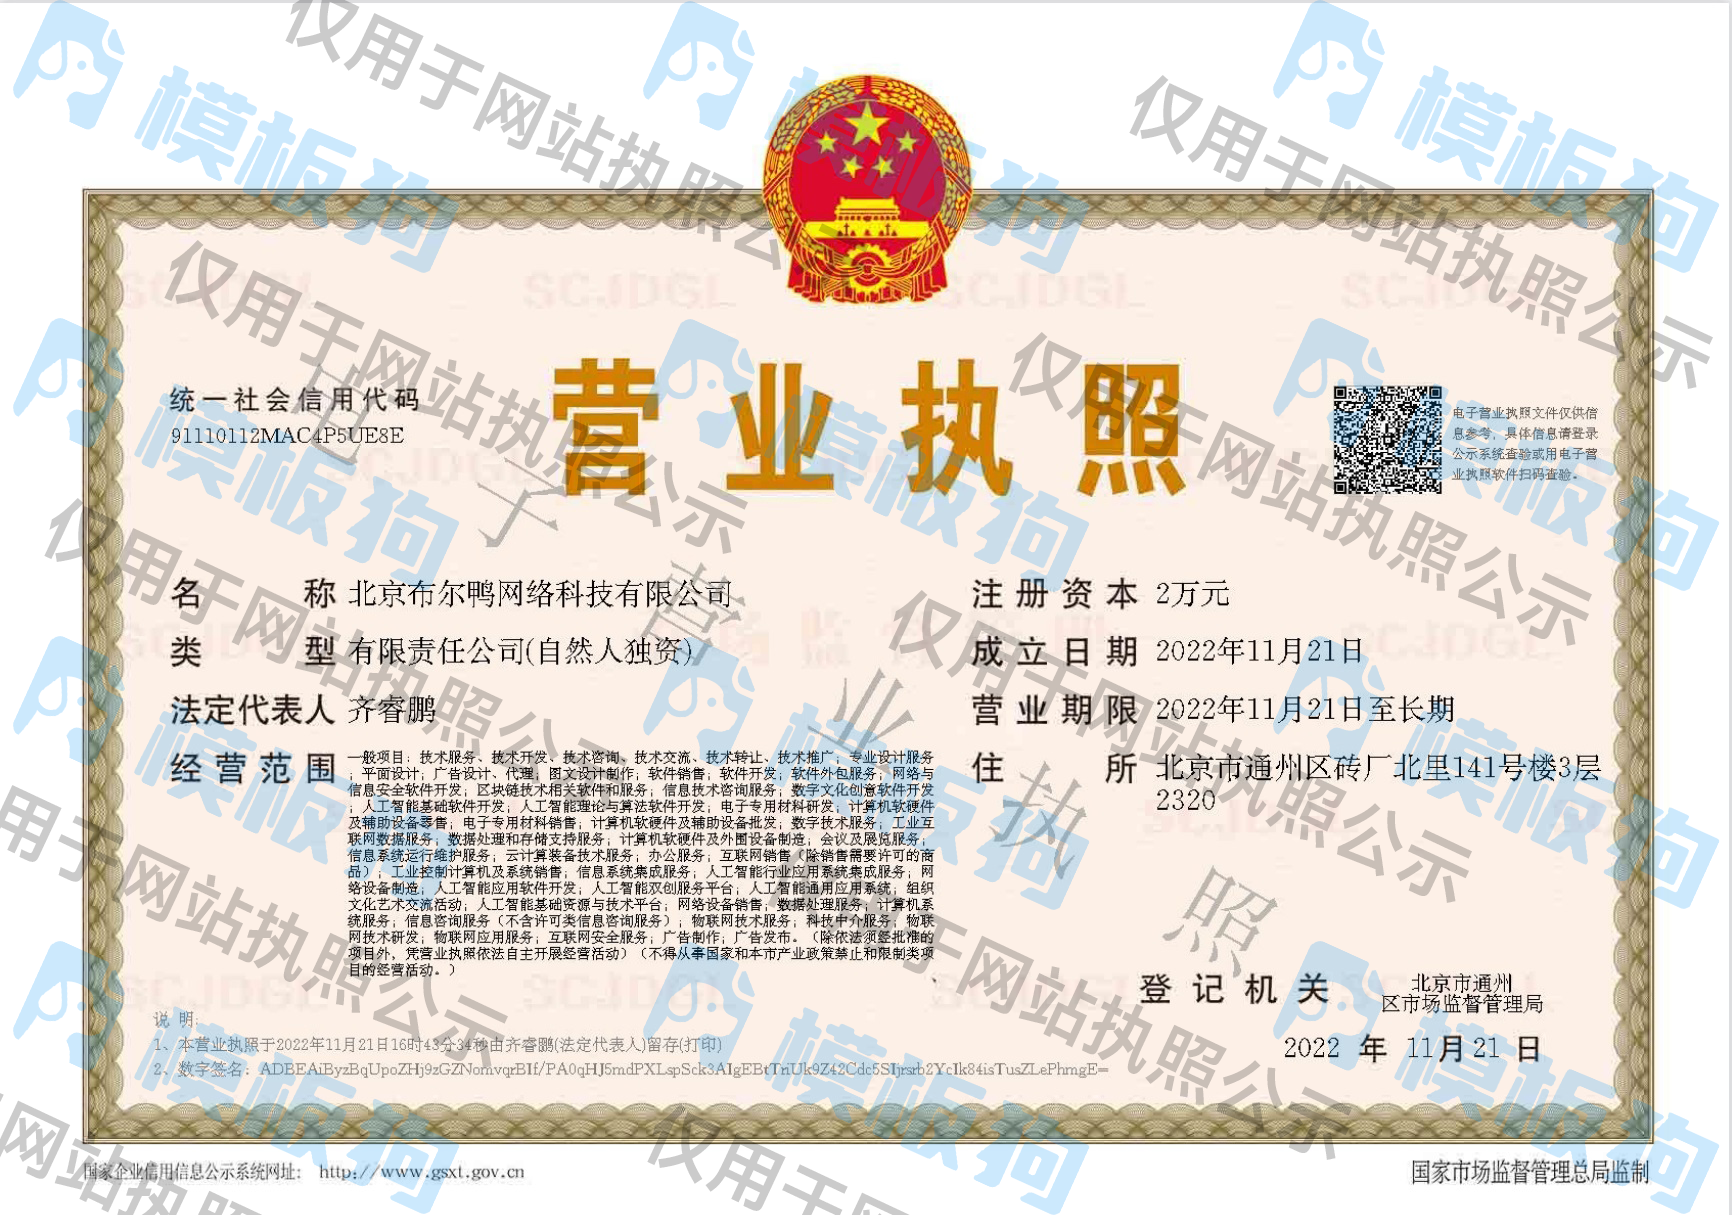 营业执照
统一社会信用代码
91110112MAC4P5UE8E
电子营业执照文件仅供信
息参考，具体信息请登录
公示系统查验或用电子营
业执照软件扫码查验。
名称 北京布尔鸭网络科技有限公司
类型 有限责任公司(自然人独资)
法定代表人 齐睿鹏
经营范围 一般项目：技术服务、技术开发、技术咨询、技术交流、技术转让、技术推广；专业设计服务
；平面设计；广告设计、代理；图文设计制作；软件销售；软件开发；软件外包服务；网络与
信息安全软件开发；区块链技术相关软件和服务；信息技术咨询服务；数字文化创意软件开发
；人工智能基础软件开发；人工智能理论与算法软件开发；电子专用材料研发；计算机软硬件
及辅助设备零售；电子专用材料销售；计算机软硬件及辅助设备批发；数字技术服务；工业互
联网数据服务；数据处理和存储支持服务；计算机软硬件及外围设备制造；会议及展览服务；
信息系统运行维护服务；云计算装备技术服务；办公服务；互联网销售（除销售需要许可的商
品）；工业控制计算机及系统销售；信息系统集成服务；人工智能行业应用系统集成服务；网
络设备制造；人工智能应用软件开发；人工智能双创服务平台；人工智能通用应用系统；组织
文化艺术交流活动；人工智能基础资源与技术平台；网络设备销售；数据处理服务；计算机系
统服务；信息咨询服务（不含许可类信息咨询服务）；物联网技术服务；科技中介服务；物联
网技术研发；物联网应用服务；互联网安全服务；广告制作；广告发布。（除依法须经批准的
项目外，凭营业执照依法自主开展经营活动）（不得从事国家和本市产业政策禁止和限制类项
目的经营活动。）
注册资本 2万元
成立日期 2022年11月21日
营业期限 2022年11月21日至长期
住所 北京市通州区砖厂北里141号楼3层
2320
登记机关
北京市通州
区市场监督管理局
2022 年 11月21 日
说 明:
1、本营业执照于2022年11月21日16时43分34秒由齐睿鹏(法定代表人)留存(打印)
2、数字签名：ADBEAiByzBqUpoZHj9zGZNomvqrBIf/PA0qHJ5mdPXLspSck3AIgEBtTriUk9Z42Cdc5SIjrsrb2YcIk84isTusZLePhmgE=
国家企业信用信息公示系统网址: http://www.gsxt.gov.cn
国家市场监督管理总局监制
电子营业执照
仅用于网站执照公示
模板狗
SCJDGL